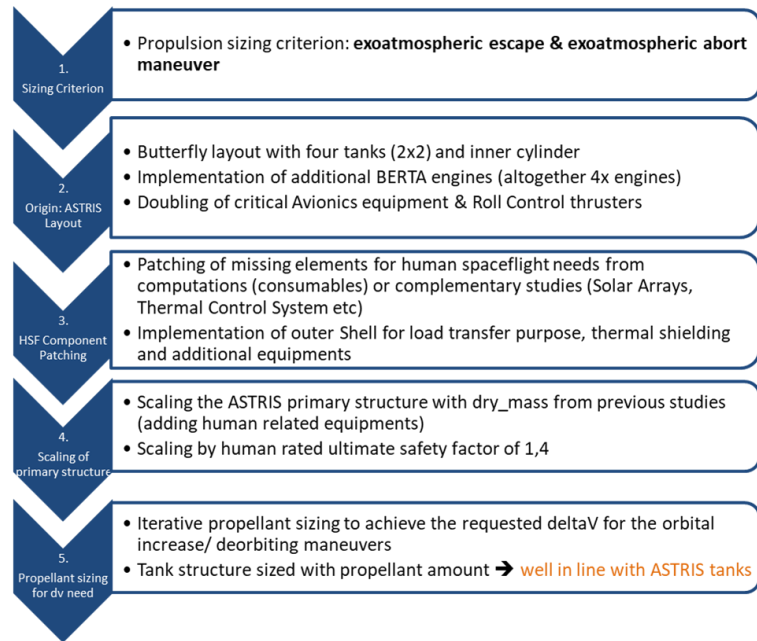 1.
Sizing Criterion
• Propulsion sizing criterion: exoatmospheric escape & exoatmospheric abort
maneuver
2.
Origin: ASTRIS
Layout
• Butterfly layout with four tanks (2x2) and inner cylinder
• Implementation of additional BERTA engines (altogether 4x engines)
• Doubling of critical Avionics equipment & Roll Control thrusters
3.
HSF Component
Patching
• Patching of missing elements for human spaceflight needs from
computations (consumables) or complementary studies (Solar Arrays,
Thermal Control System etc)
• Implementation of outer Shell for load transfer purpose, thermal shielding
and additional equipments
4.
Scaling of
primary structure
• Scaling the ASTRIS primary structure with dry_mass from previous studies
(adding human related equipments)
• Scaling by human rated ultimate safety factor of 1,4
5.
Propellant sizing
for dv need
• Iterative propellant sizing to achieve the requested deltaV for the orbital
increase/ deorbiting maneuvers
• Tank structure sized with propellant amount ➔ well in line with ASTRIS tanks